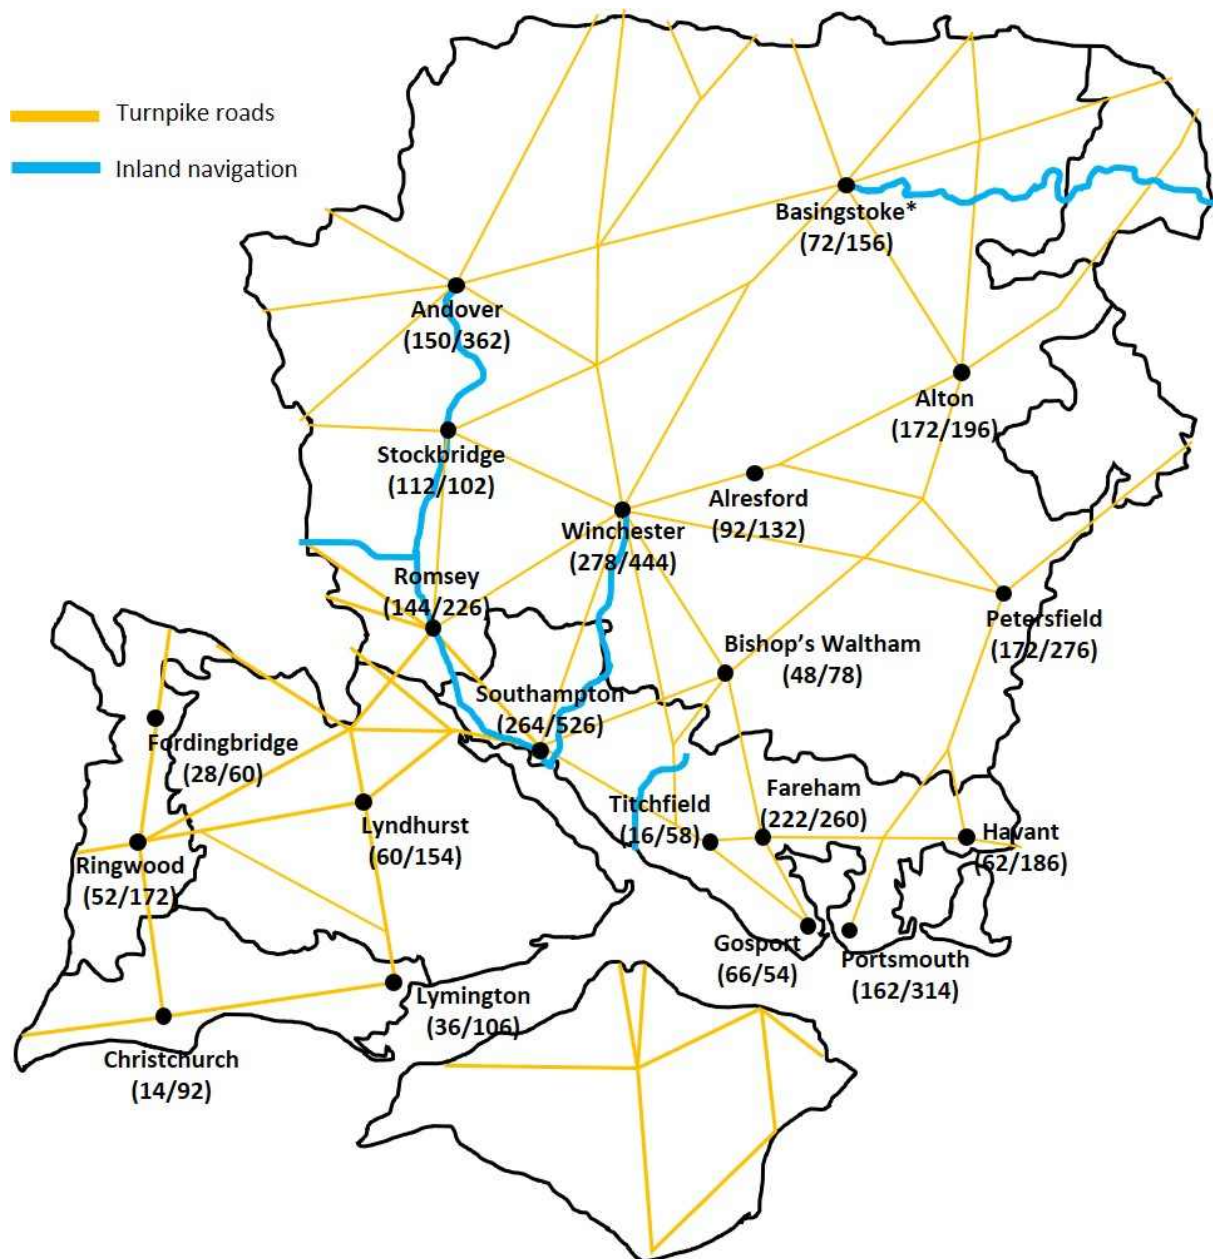 Turnpike roads
Inland navigation
Basingstoke*
(72/156)
Andover
(150/362)
Alton
(172/196)
Stockbridge
(112/102)
Alresford
(92/132)
Winchester
(278/444)
Romsey
(144/226)
Petersfield
(172/276)
Bishop's Waltham
(48/78)
Southampton
(264/526)
Fordingbridge
(28/60)
Titchfield
(16/58)
Fareham
(222/260)
Havant
(62/186)
Lyndhurst
(60/154)
Ringwood
(52/172)
Gosport
(66/54)
Portsmouth
(162/314)
Lymington
(36/106)
Christchurch
(14/92)